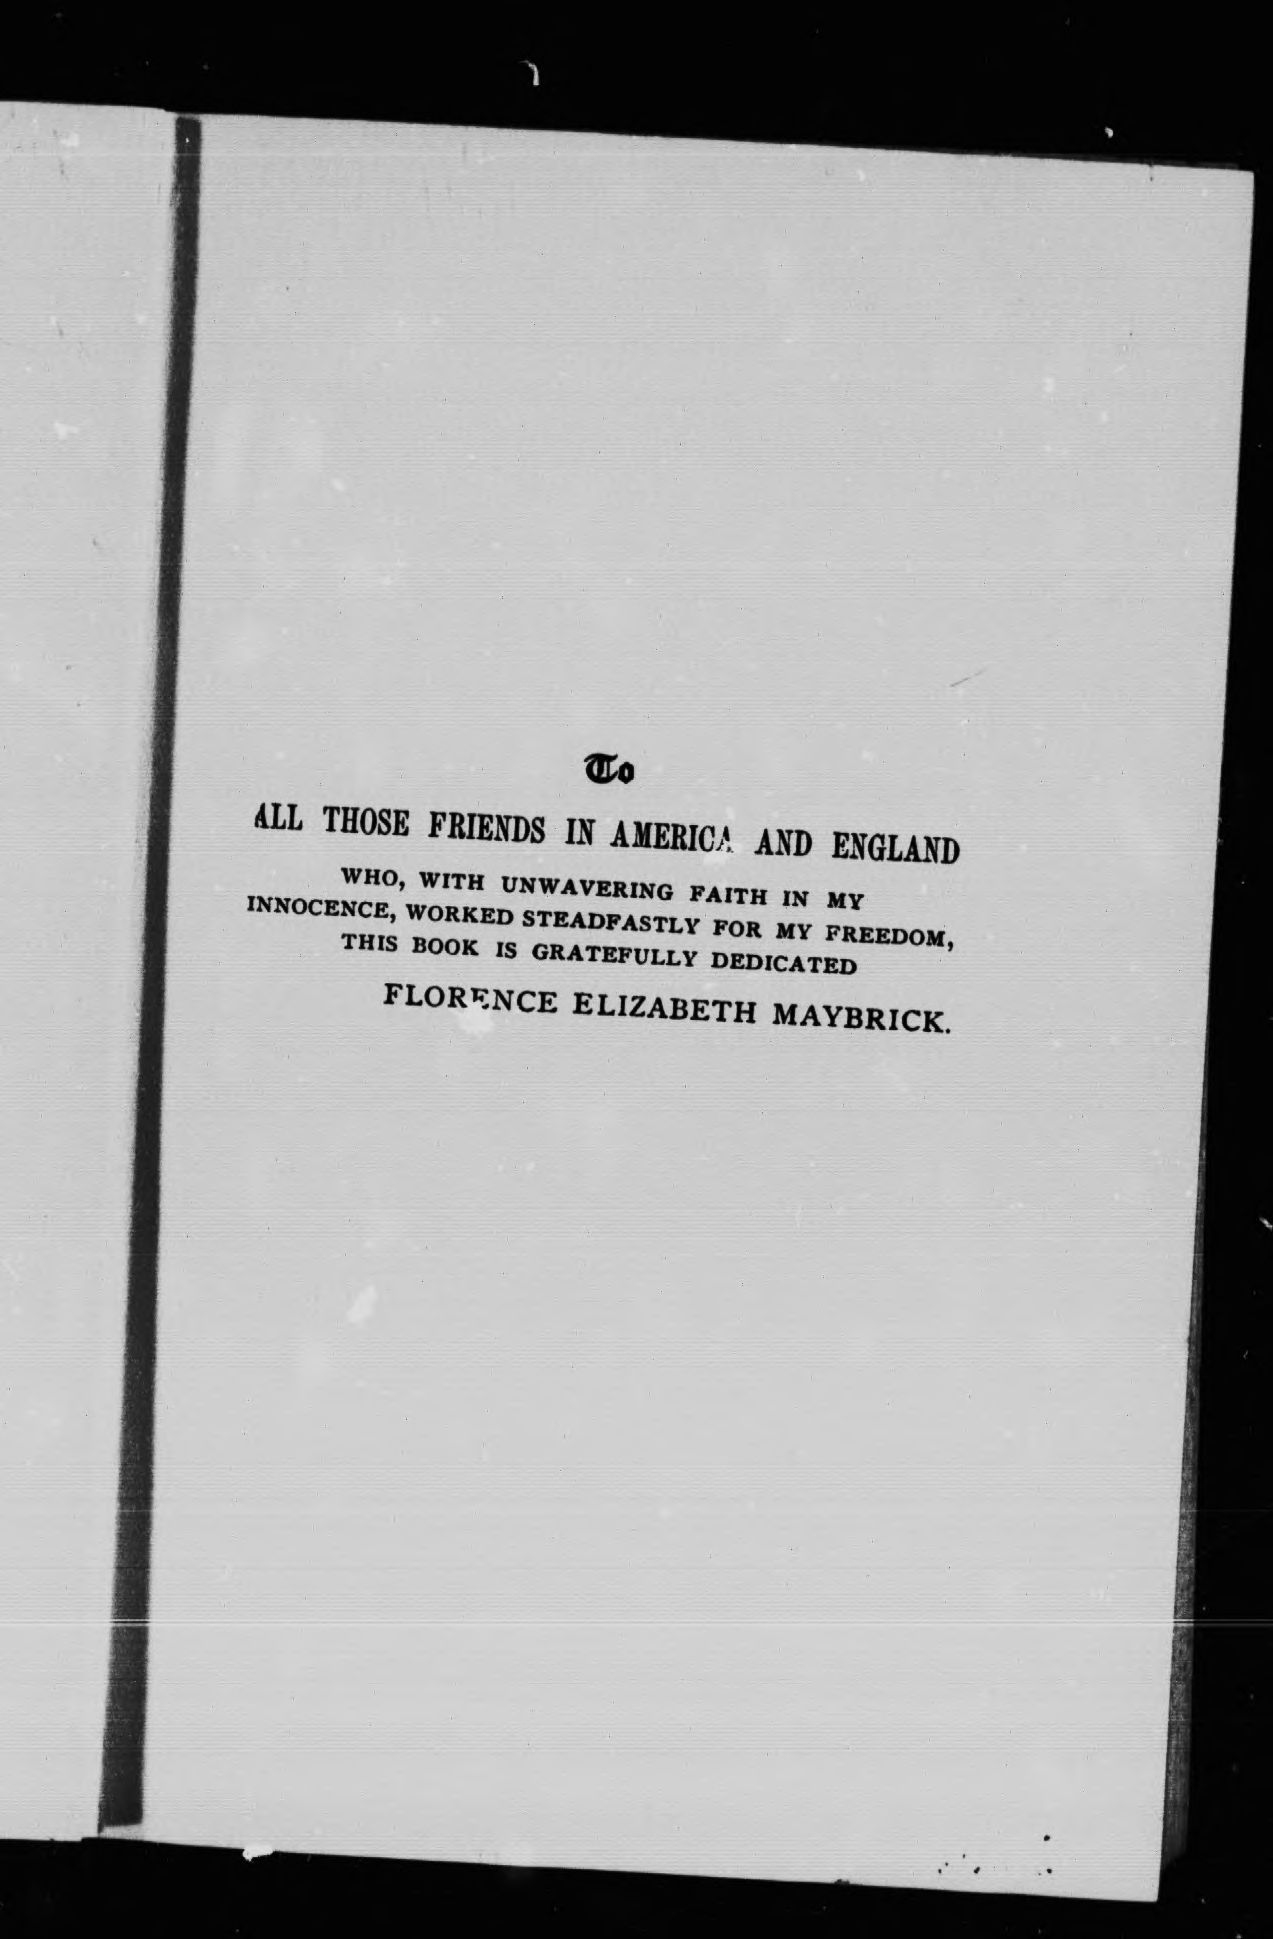 To
ALL THOSE FRIENDS IN AMERICA AND ENGLAND
WHO, WITH UNWAVERING FAITH IN MY
INNOCENCE, WORKED STEADFASTLY FOR MY FREEDOM,
THIS BOOK IS GRATEFULLY DEDICATED
FLORENCE ELIZABETH MAYBRICK.